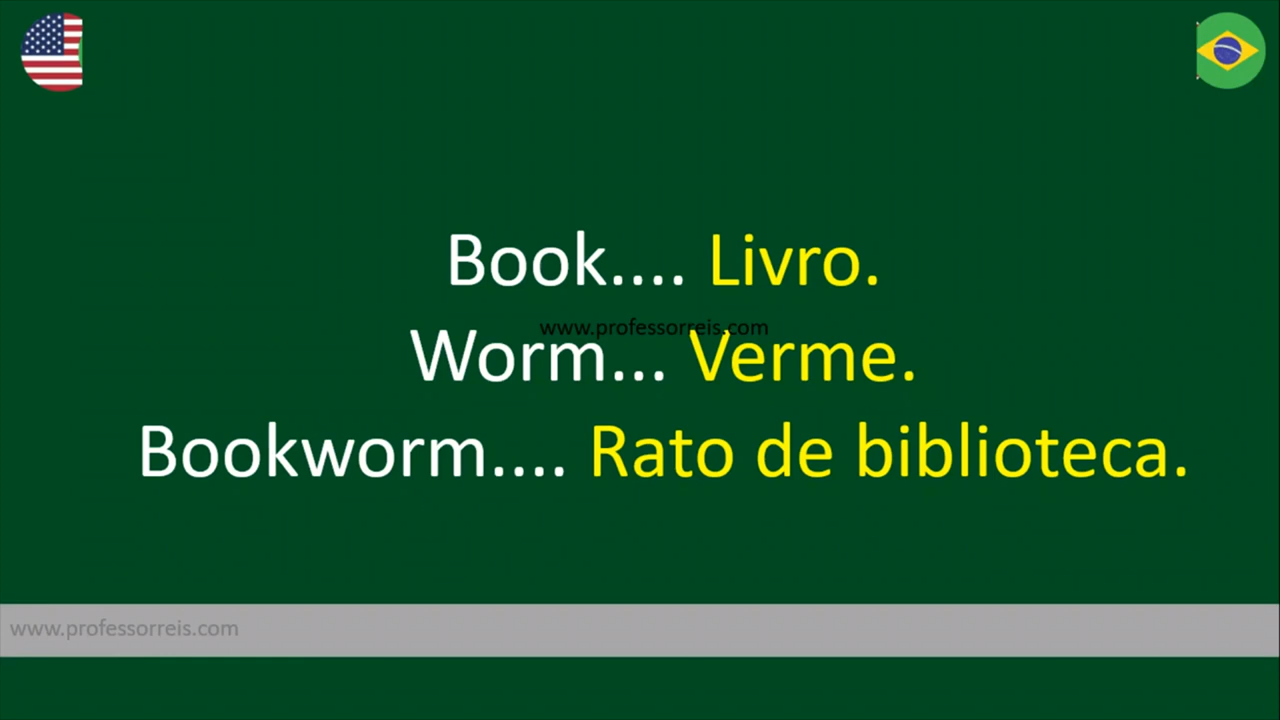 Book.... Livro.
www.professorreis.com
Worm... Verme.
Bookworm.... Rato de biblioteca.
www.professorreis.com